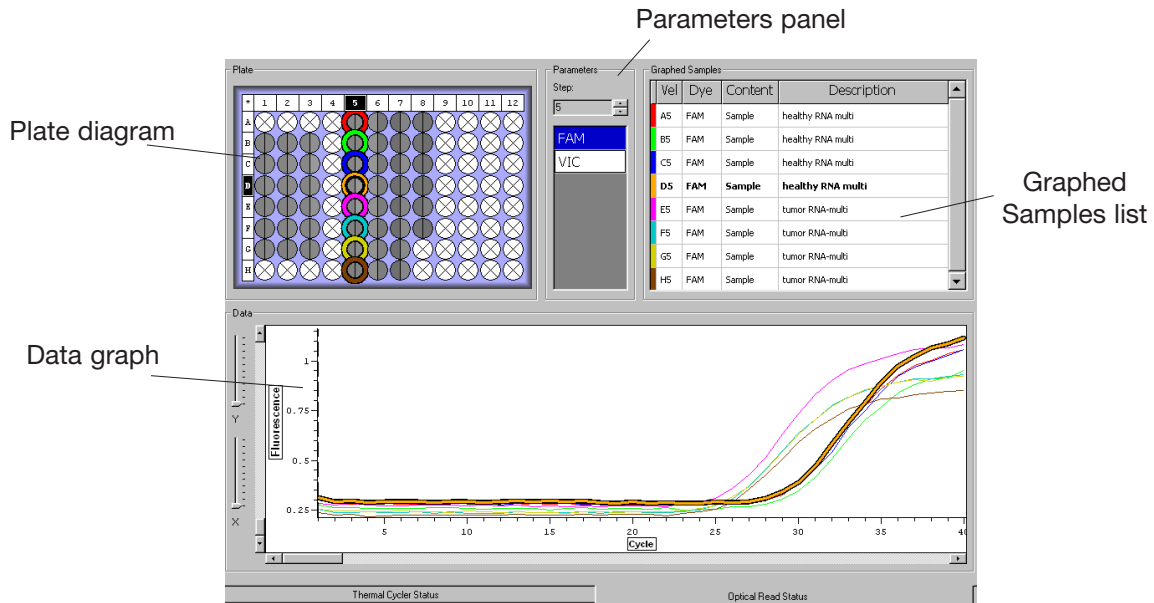 Parameters panel
Plate
Parameters
Graphed Samples
Step:
5
FAM
VIC
* 1 2 3 4 5 6 7 8 9 10 11 12
A
B
C
D
E
F
G
H
Plate diagram
Vel Dye Content Description
A5 FAM Sample healthy RNA multi
B5 FAM Sample healthy RNA multi
C5 FAM Sample healthy RNA multi
D5 FAM Sample healthy RNA multi
E5 FAM Sample tumor RNA-multi
F5 FAM Sample tumor RNA-multi
G5 FAM Sample tumor RNA-multi
H5 FAM Sample tumor RNA-multi
Graphed
Samples list
Data
Data graph
Y
X
Fluorescence
1
0.75
0.5
0.25
5 10 15 20 25 30 35 40
Cycle
Thermal Cycler Status
Optical Read Status